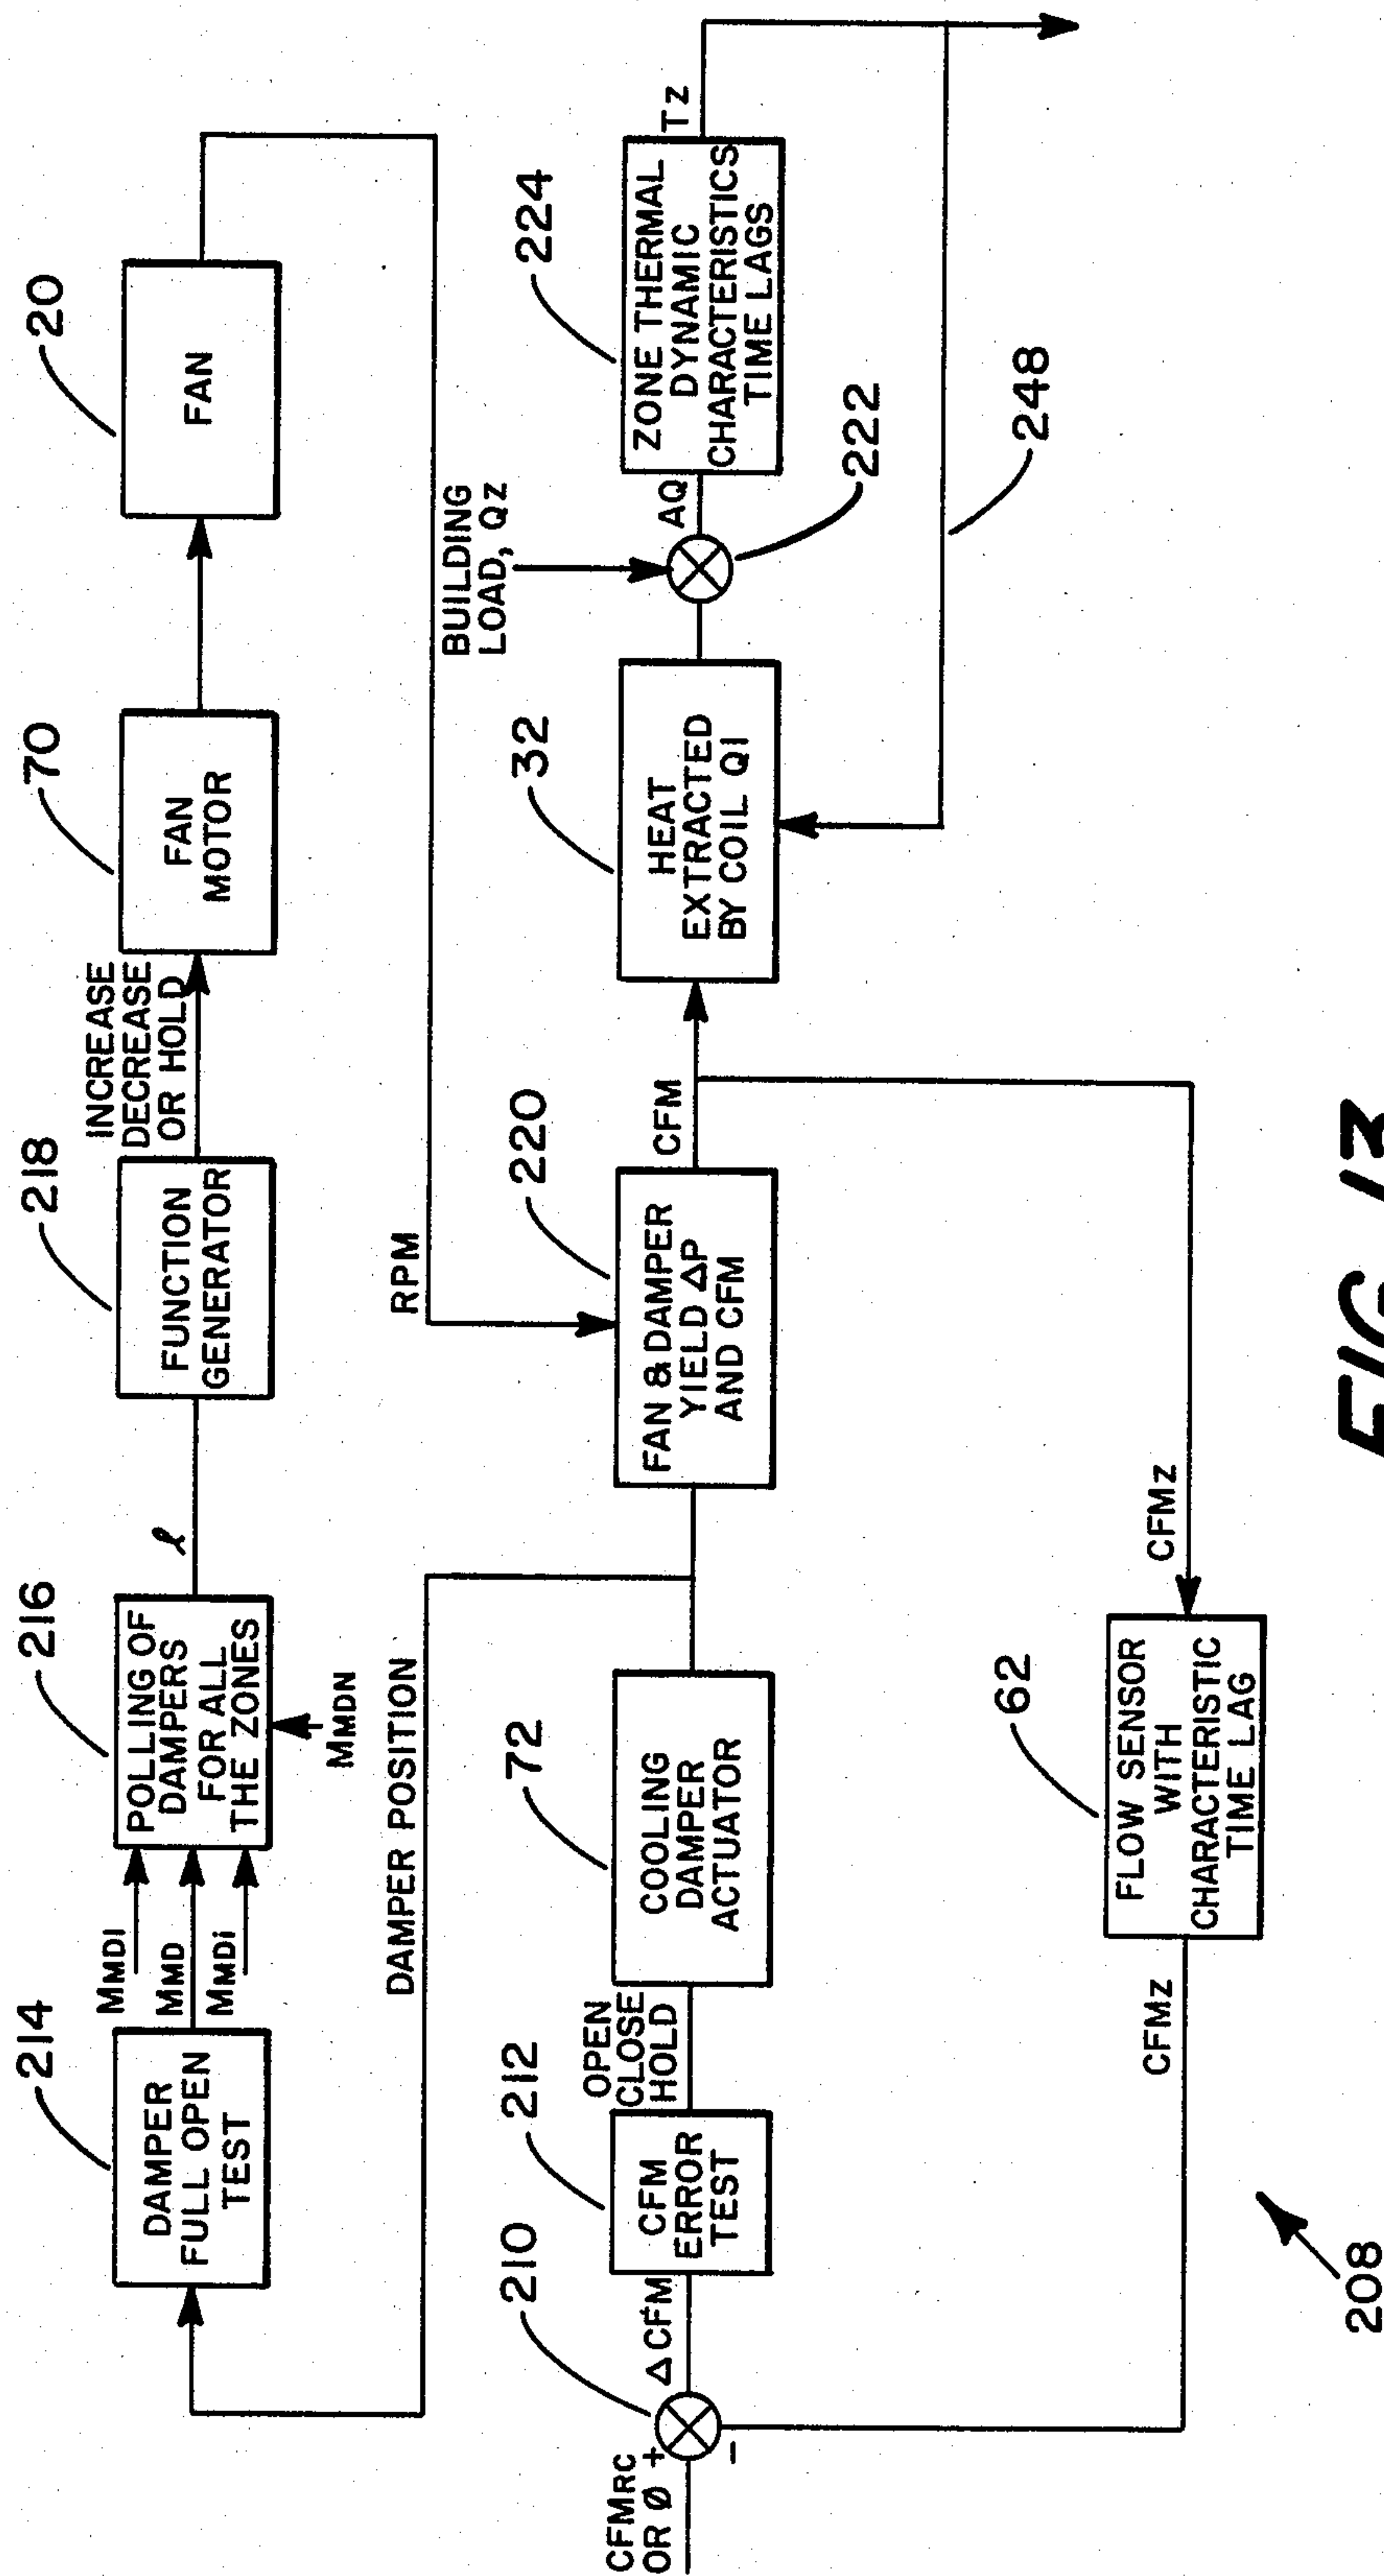 214
DAMPER
FULL OPEN
TEST
MMDI
MMD
MMDi
216
POLLING OF
DAMPERS
FOR ALL
THE ZONES
MMDN
ℓ
218
FUNCTION
GENERATOR
INCREASE
DECREASE
OR HOLD
70
FAN
MOTOR
20
FAN
DAMPER POSITION
RPM
BUILDING
LOAD, QZ
CFMRC
OR Ø +
-
210
Δ CFM
212
CFM
ERROR
TEST
OPEN
CLOSE
HOLD
72
COOLING
DAMPER
ACTUATOR
220
FAN & DAMPER
YIELD ΔP
AND CFM
CFM
32
HEAT
EXTRACTED
BY COIL QI
222
AQ
224
ZONE THERMAL
DYNAMIC
CHARACTERISTICS
TIME LAGS
TZ
248
CFMZ
62
FLOW SENSOR
WITH
CHARACTERISTIC
TIME LAG
CFMZ
208
FIG. 13